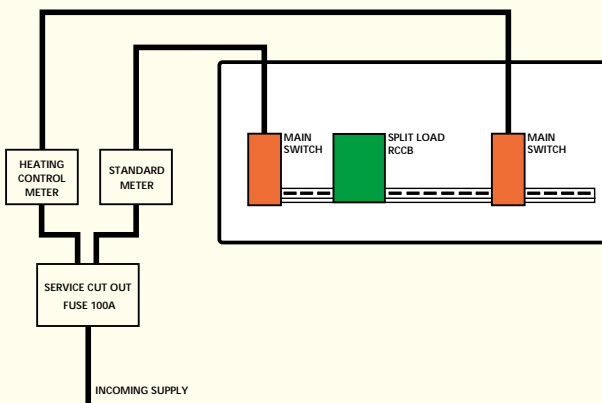 MAIN
SWITCH
SPLIT LOAD
RCCB
MAIN
SWITCH
HEATING
CONTROL
METER
STANDARD
METER
SERVICE CUT OUT
FUSE 100A
INCOMING SUPPLY